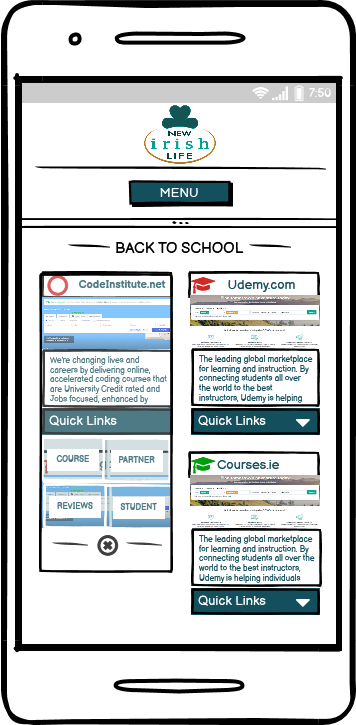 7:50
NEW
irish
LIFE
MENU
BACK TO SCHOOL
CodeInstitute.net
We're changing lives and
careers by delivering online,
accelerated coding courses that
are University Credit rated and
Jobs focused, enhanced by
Quick Links
COURSE
PARTNER
REVIEWS
STUDENT
Udemy.com
The leading global marketplace
for learning and instruction. By
connecting students all over
the world to the best
instructors, Udemy is helping
Quick Links
Courses.ie
The leading global marketplace
for learning and instruction. By
connecting students all over the
world to the best instructors,
Udemy is helping individuals
Quick Links